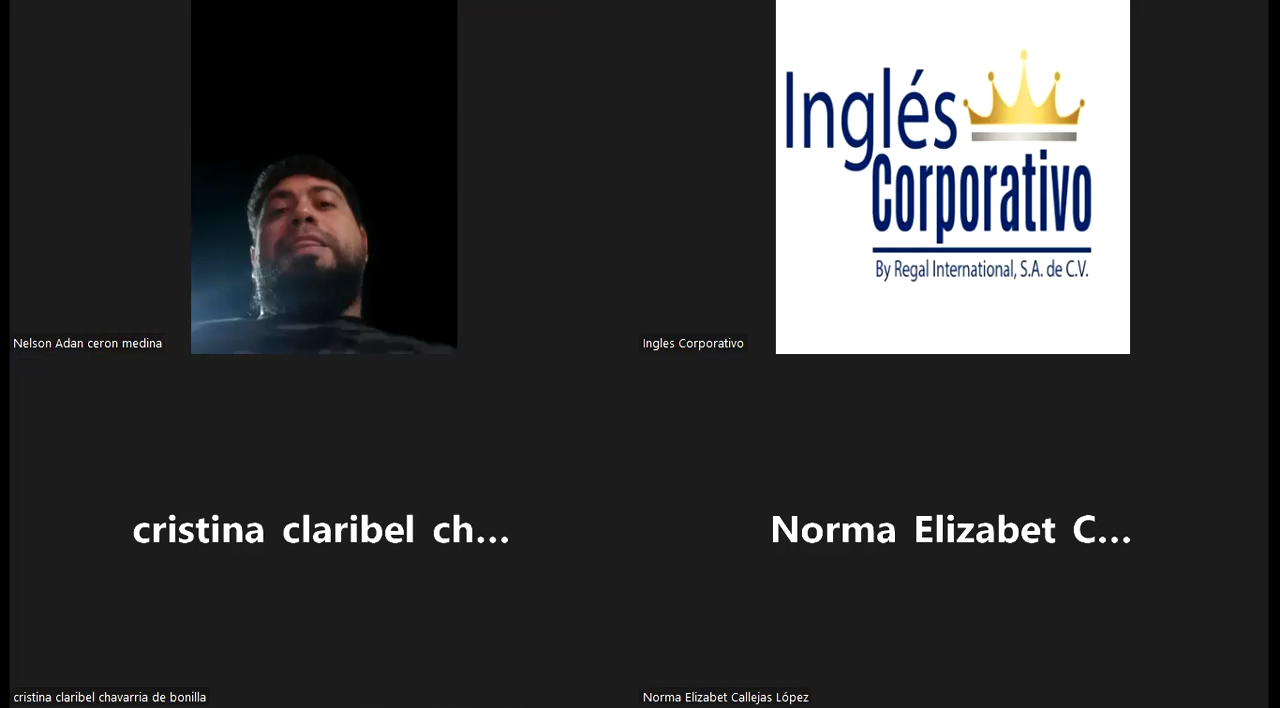 Inglés
Corporativo
By Regal International, S.A. de C.V.
Nelson Adan ceron medina
Ingles Corporativo
cristina claribel ch...
Norma Elizabet C...
cristina claribel chavarria de bonilla
Norma Elizabet Callejas López